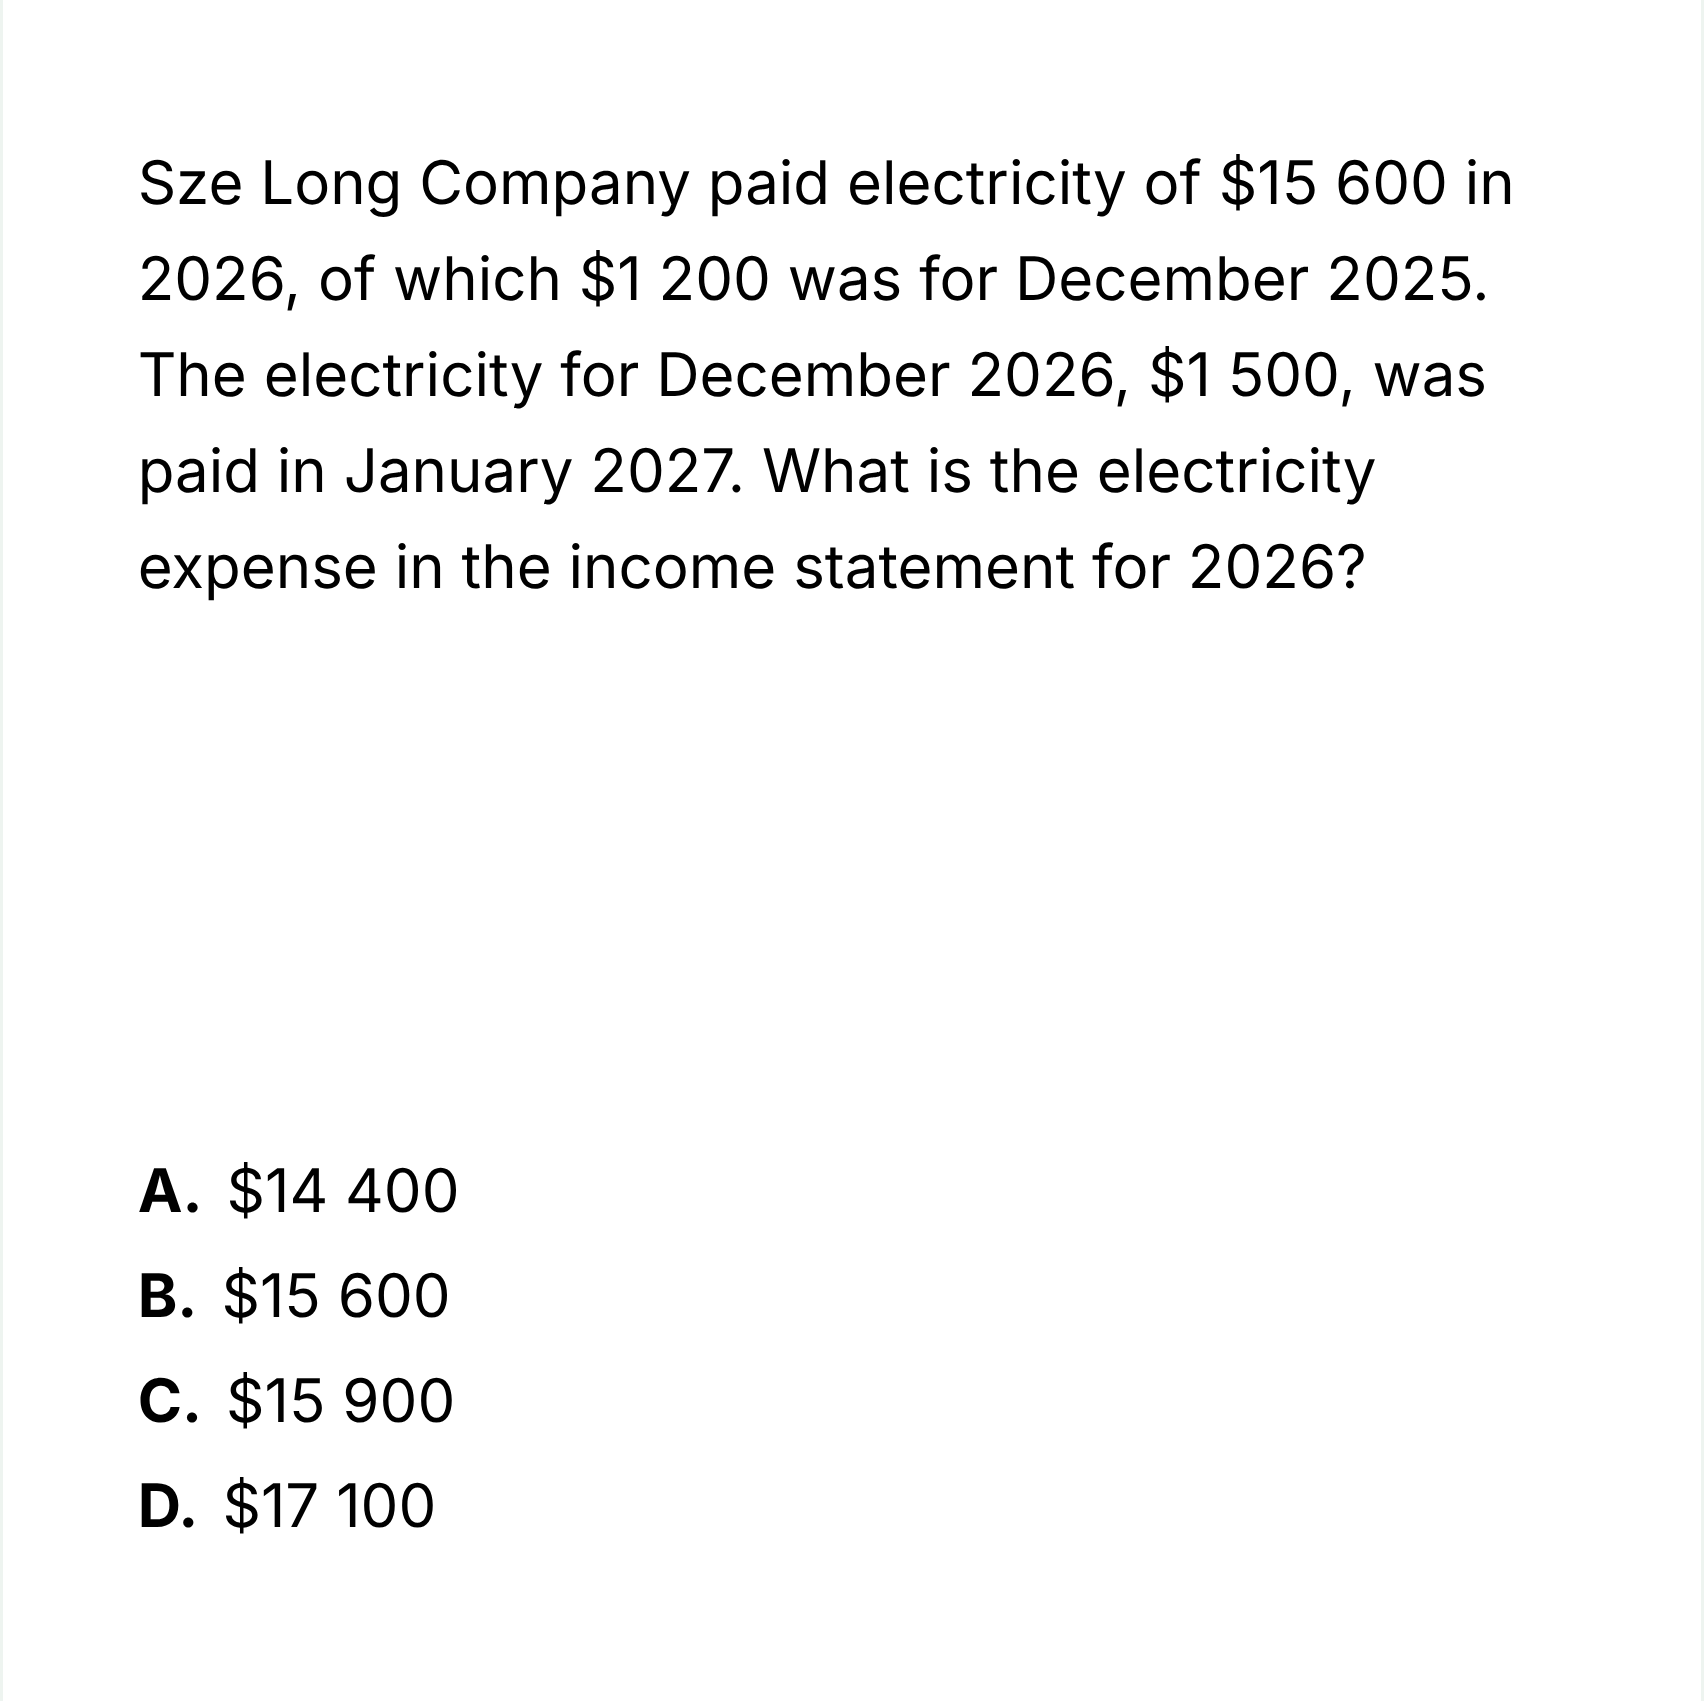 Sze Long Company paid electricity of $15 600 in
2026, of which $1 200 was for December 2025.
The electricity for December 2026, $1 500, was
paid in January 2027. What is the electricity
expense in the income statement for 2026?
A. $14 400
B. $15 600
C. $15 900
D. $17 100